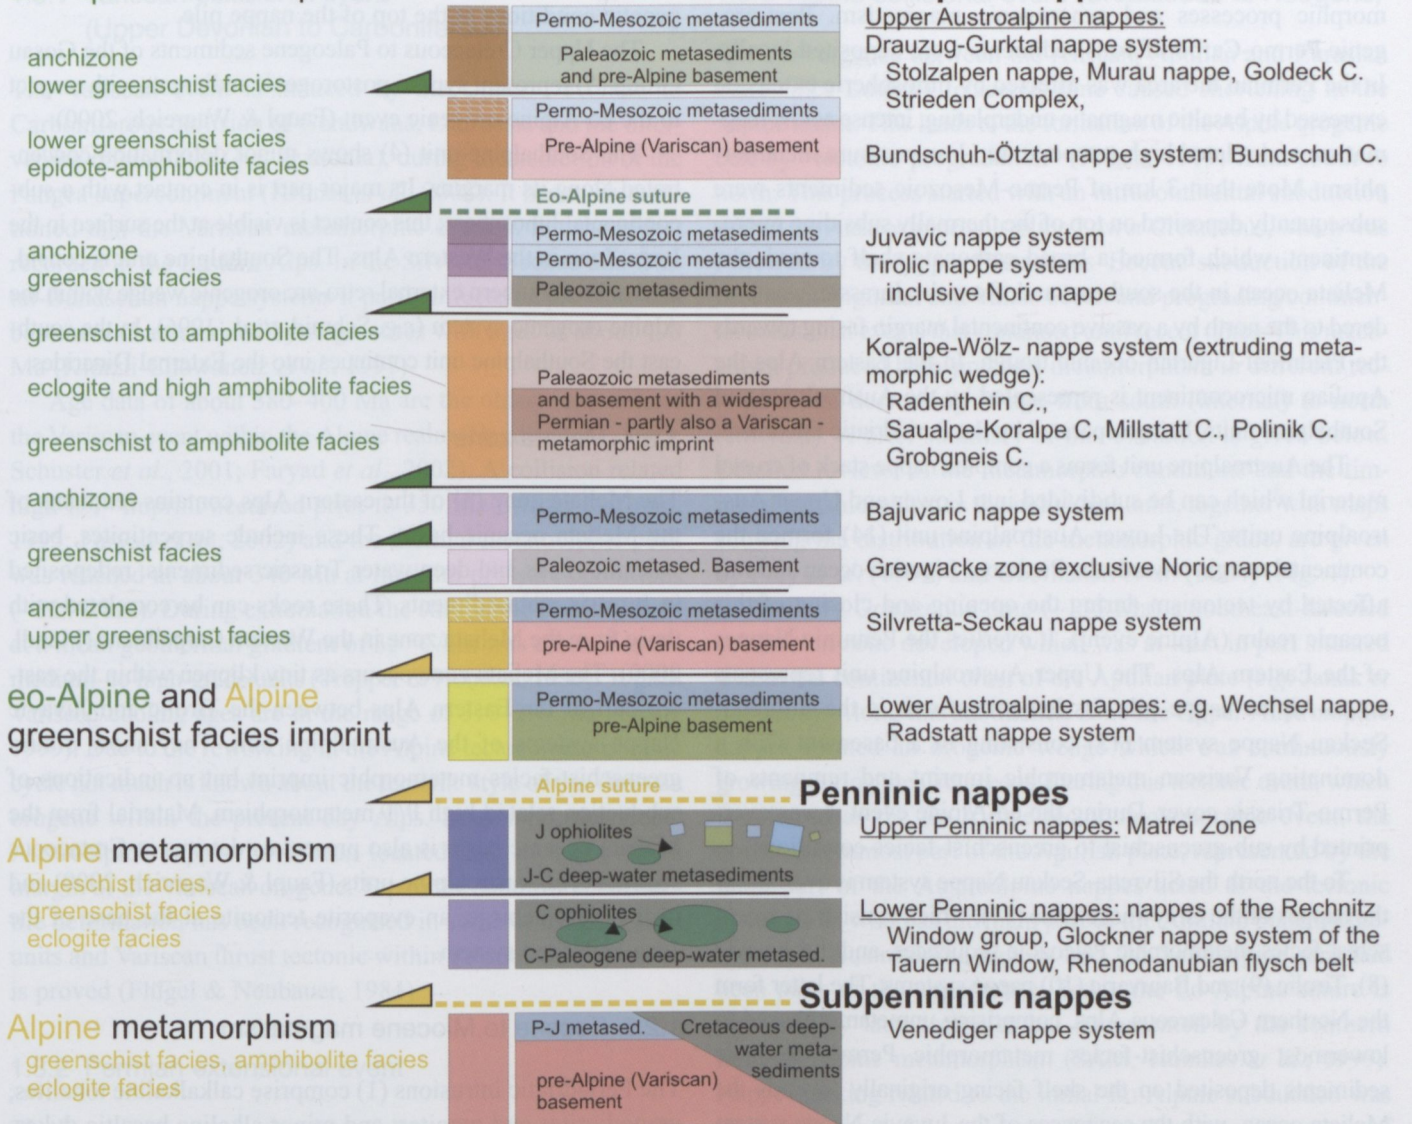 Permo-Mesozoic metasediments
Upper Austroalpine nappes:
anchizone
lower greenschist facies
Paleaozoic metasediments
and pre-Alpine basement
Drauzug-Gurktal nappe system:
Stolzalpen nappe, Murau nappe, Goldeck C.
Strieden Complex,
lower greenschist facies
epidote-amphibolite facies
Permo-Mesozoic metasediments
Pre-Alpine (Variscan) basement
Bundschuh-Ötztal nappe system: Bundschuh C.
Eo-Alpine suture
anchizone
greenschist facies
Permo-Mesozoic metasediments
Permo-Mesozoic metasediments
Paleozoic metasediments
Juvavic nappe system
Tirolic nappe system
inclusive Noric nappe
greenschist to amphibolite facies
eclogite and high amphibolite facies
greenschist to amphibolite facies
Paleaozoic metasediments
and basement with a widespread
Permian - partly also a Variscan -
metamorphic imprint
Koralpe-Wölz- nappe system (extruding meta-
morphic wedge):
Radenthein C.,
Saualpe-Koralpe C, Millstatt C., Polinik C.
Grobgneis C.
anchizone
Permo-Mesozoic metasediments
Bajuvaric nappe system
greenschist facies
Paleozoic metased. Basement
Greywacke zone exclusive Noric nappe
anchizone
upper greenschist facies
Permo-Mesozoic metasediments
pre-Alpine (Variscan) basement
Silvretta-Seckau nappe system
eo-Alpine and Alpine
greenschist facies imprint
Permo-Mesozoic metasediments
pre-Alpine basement
Lower Austroalpine nappes: e.g. Wechsel nappe,
Radstatt nappe system
Alpine suture
Penninic nappes
Alpine metamorphism
blueschist facies,
greenschist facies
eclogite facies
J ophiolites
J-C deep-water metasediments
Upper Penninic nappes: Matrei Zone
C ophiolites
C-Paleogene deep-water metased.
Lower Penninic nappes: nappes of the Rechnitz
Window group, Glockner nappe system of the
Tauern Window, Rhenodanubian flysch belt
Subpenninic nappes
Alpine metamorphism
greenschist facies, amphibolite facies
eclogite facies
P-J metased.
Cretaceous deep-
water meta-
sediments
pre-Alpine (Variscan)
basement
Venediger nappe system